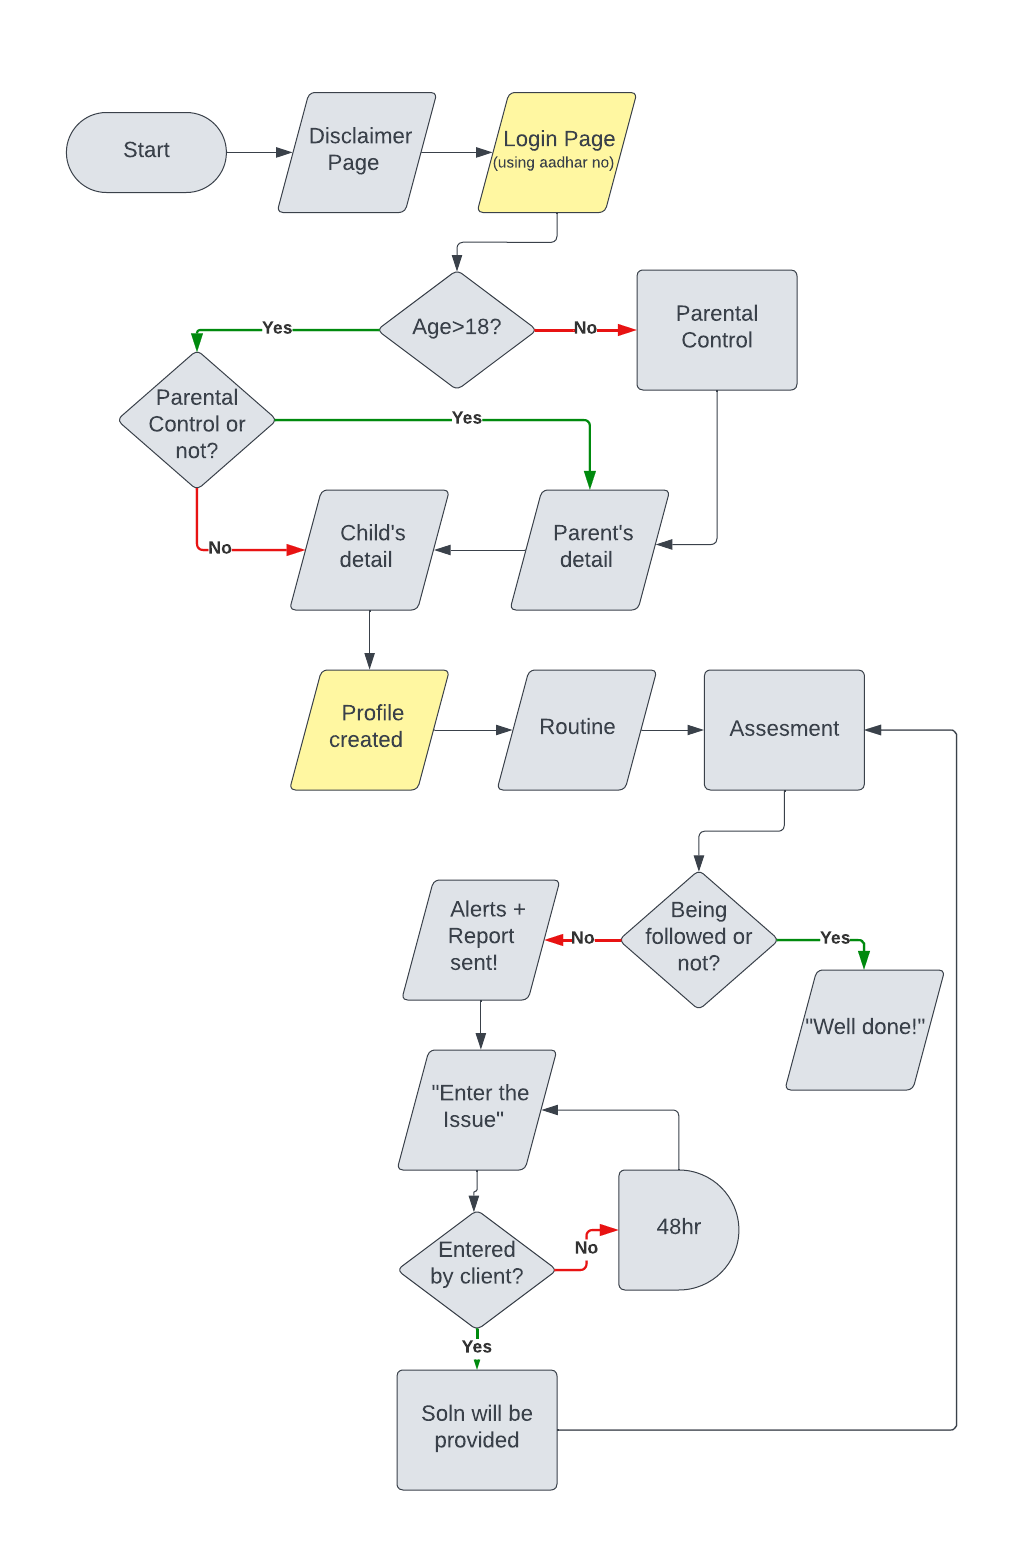 Start
Disclaimer
Page
Login Page
(using aadhar no)
Age>18?
Yes
No
Parental
Control
Parental
Control or
not?
Yes
No
Child's
detail
Parent's
detail
Profile
created
Routine
Assesment
Being
followed or
not?
No
Yes
Alerts +
Report
sent!
"Well done!"
"Enter the
Issue"
48hr
Entered
by client?
No
Yes
Soln will be
provided